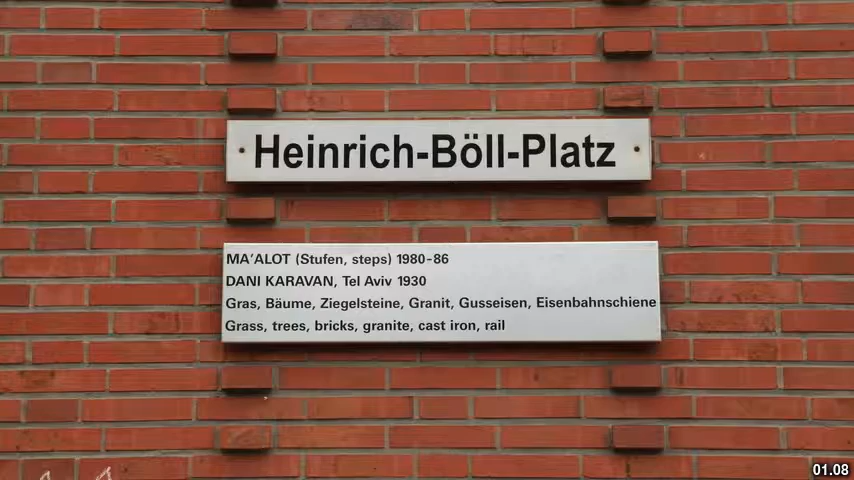 Heinrich-Böll-Platz
MA'ALOT (Stufen, steps) 1980-86
DANI KARAVAN, Tel Aviv 1930
Gras, Bäume, Ziegelsteine, Granit, Gusseisen, Eisenbahnschiene
Grass, trees, bricks, granite, cast iron, rail
01.08